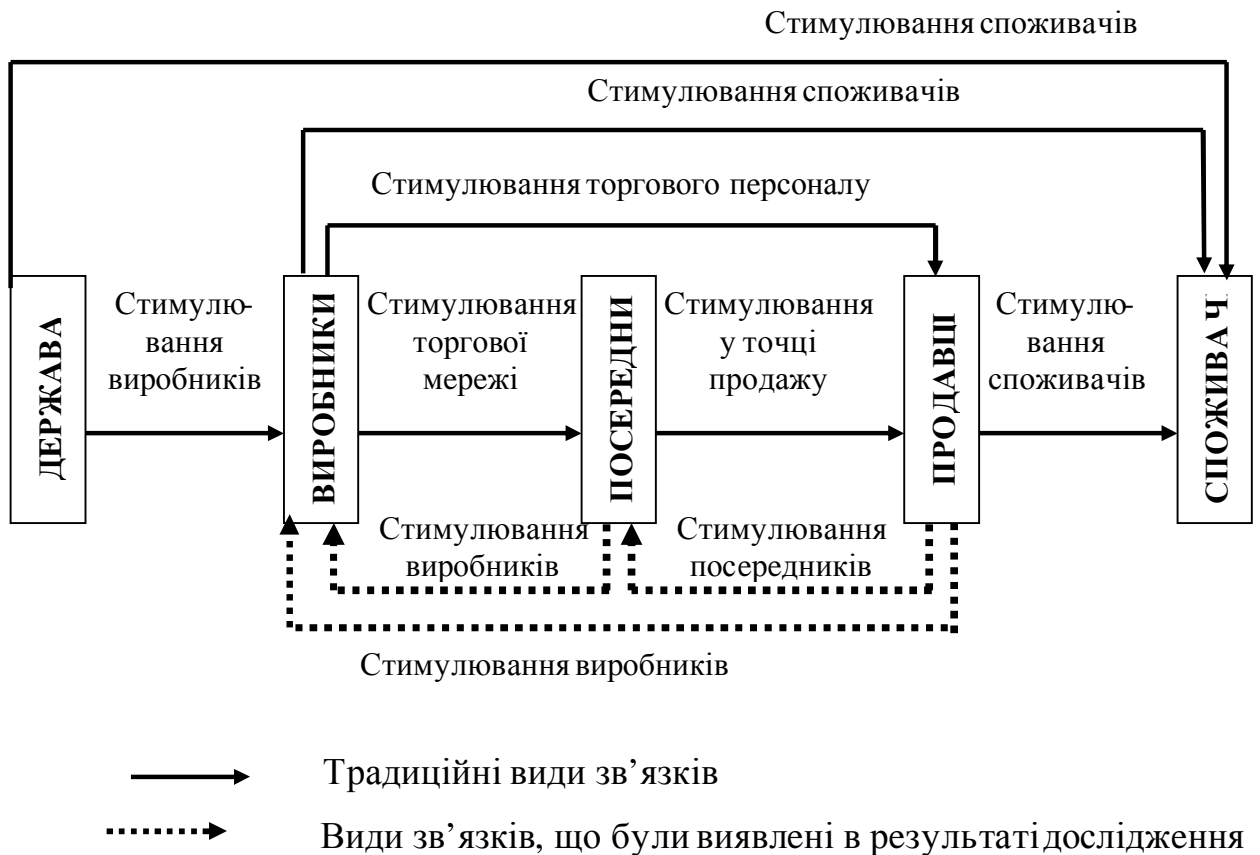 Стимулювання споживачів
Стимулювання споживачів
Стимулювання торгового персоналу
ДЕРЖАВА
Стимулю-
вання
виробників
ВИРОБНИКИ
Стимулювання
торгової
мережі
ПОСЕРЕДНИ
Стимулювання
у точці
продажу
ПРОДАВЦІ
Стимулю-
вання
споживачів
СПОЖИВАЧ
Стимулювання
виробників
Стимулювання
посередників
Стимулювання виробників
Традиційні види зв’язків
Види зв’язків, що були виявлені в результаті дослідження